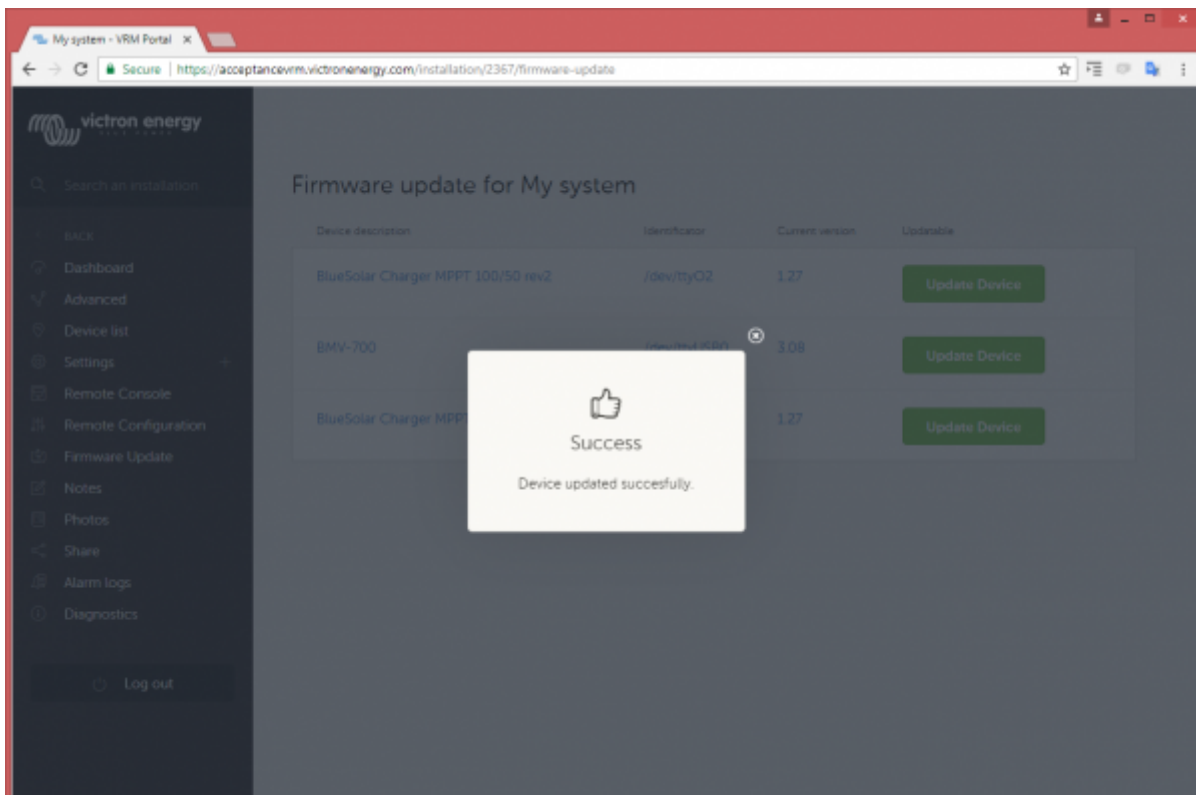 My system - VRM Portal
Secure https://acceptancevrm.victronenergy.com/installation/2367/firmware-update
victron energy
BLUE POWER
Search an installation
Firmware update for My system
BACK
Device description Identificator Current version Updatable
Dashboard
BlueSolar Charger MPPT 100/50 rev2 /dev/ttyO2 1.27 Update Device
Advanced
Device list
BMV-700 3.08 Update Device
Settings
Remote Console
BlueSolar Charger MPPT 1.27 Update Device
Remote Configuration
Success
Firmware Update
Device updated succesfully.
Notes
Photos
Share
Alarm logs
Diagnostics
Log out